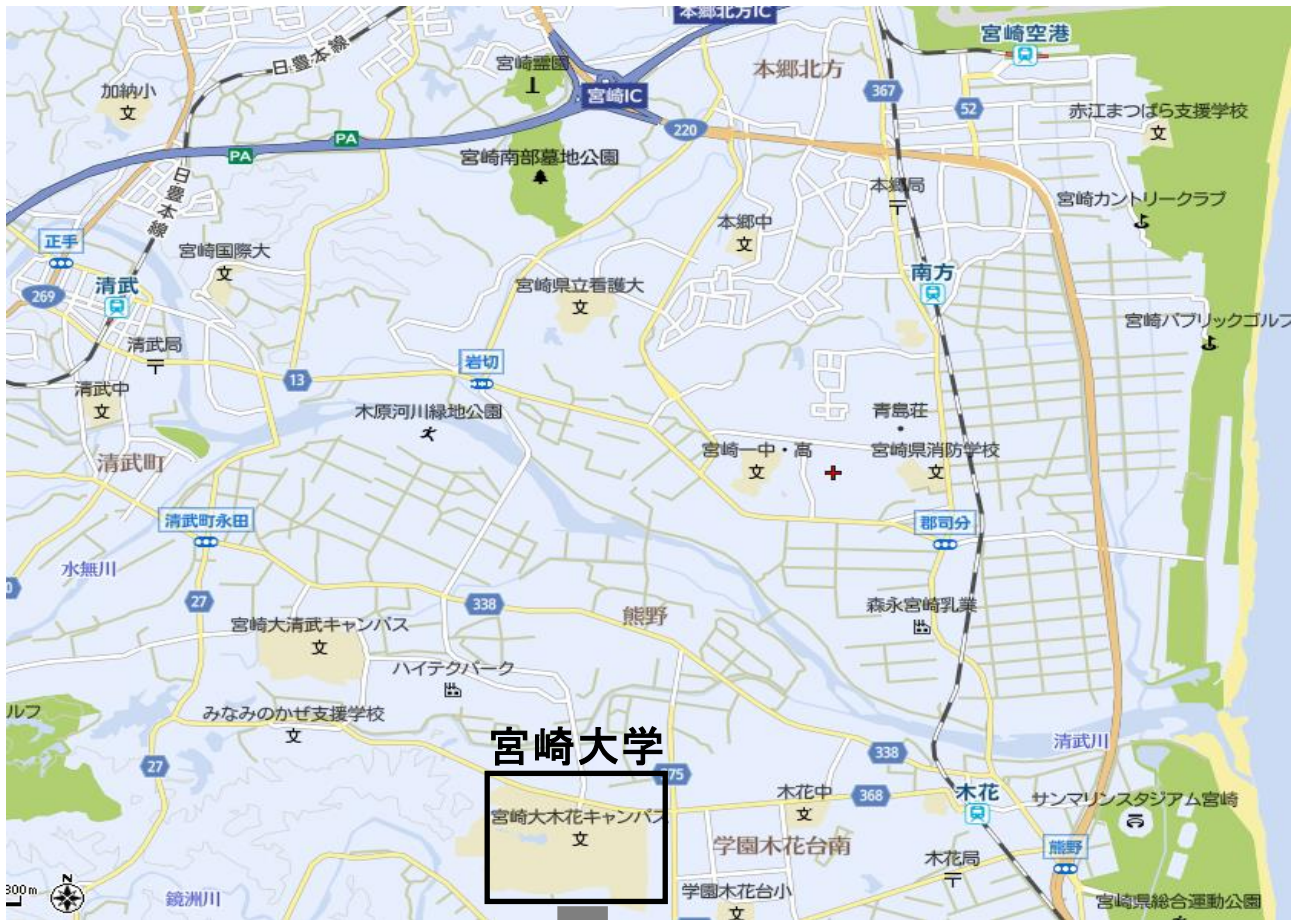 本郷北方IC
宮崎空港
日豊本線
宮崎霊園
本郷北方
加納小
文
宮崎IC
367
52
赤江まつばら支援学校
文
220
PA
PA
宮崎南部墓地公園
日豊本線
本郷局
宮崎カントリークラブ
正手
宮崎国際大
文
本郷中
文
269
清武
宮崎県立看護大
文
南方
宮崎パブリックゴルフ
清武局
岩切
13
清武中
文
木原河川緑地公園
青島荘
清武町
宮崎一中・高
文
宮崎県消防学校
文
清武町永田
郡司分
水無川
27
338
熊野
森永宮崎乳業
宮崎大清武キャンパス
文
ハイテクパーク
ルフ
みなみのかぜ支援学校
文
宮崎大学
338
清武川
27
木花中
文
368
木花
サンマリンスタジアム宮崎
宮崎大木花キャンパス
文
学園木花台南
木花局
熊野
N
300m
鏡洲川
学園木花台小
文
宮崎県総合運動公園